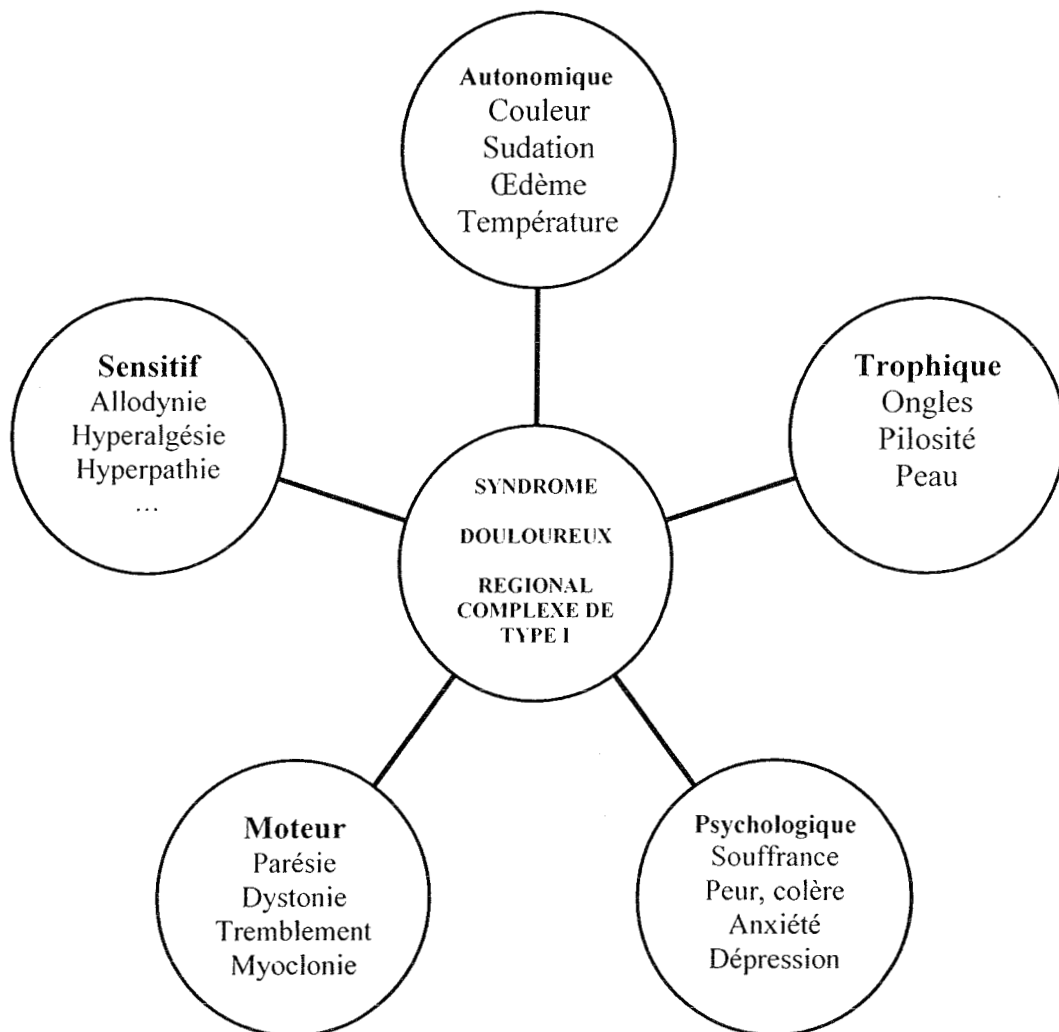 Autonomique
Couleur
Sudation
Œdème
Température
Sensitif
Allodynie
Hyperalgésie
Hyperpathie
…
Trophique
Ongles
Pilosité
Peau
SYNDROME
DOULOUREUX
REGIONAL
COMPLEXE DE
TYPE I
Moteur
Parésie
Dystonie
Tremblement
Myoclonie
Psychologique
Souffrance
Peur, colère
Anxiété
Dépression